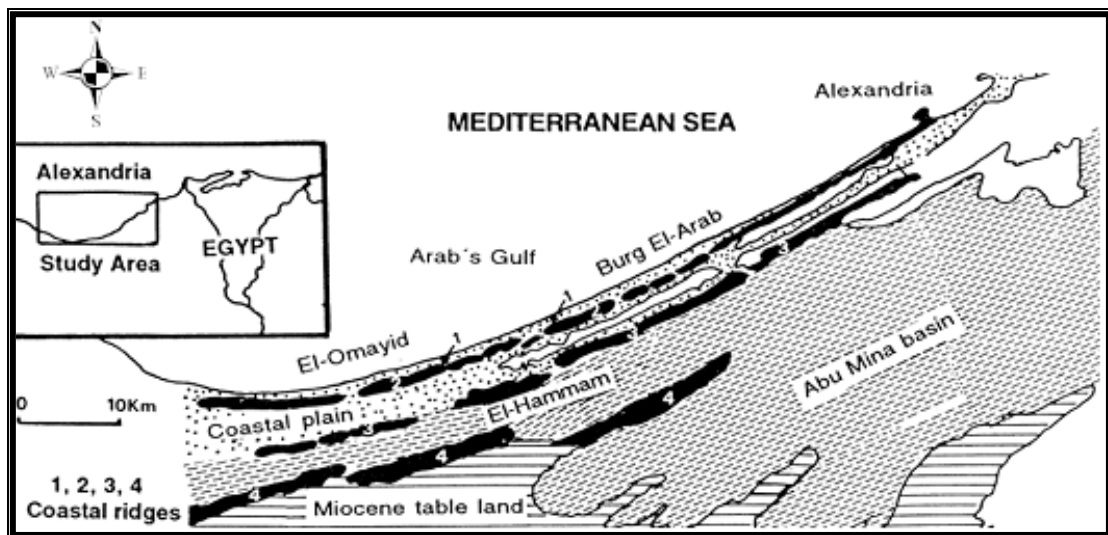 N
W
E
S
Alexandria
MEDITERRANEAN SEA
Alexandria
EGYPT
Study Area
Arab's Gulf
Burg El-Arab
3
1
El-Omayid
1
2
3
0
10Km
Coastal plain
El-Hammam
Abu Mina basin
3
4
4
4
1, 2, 3, 4
Coastal ridges
Miocene table land